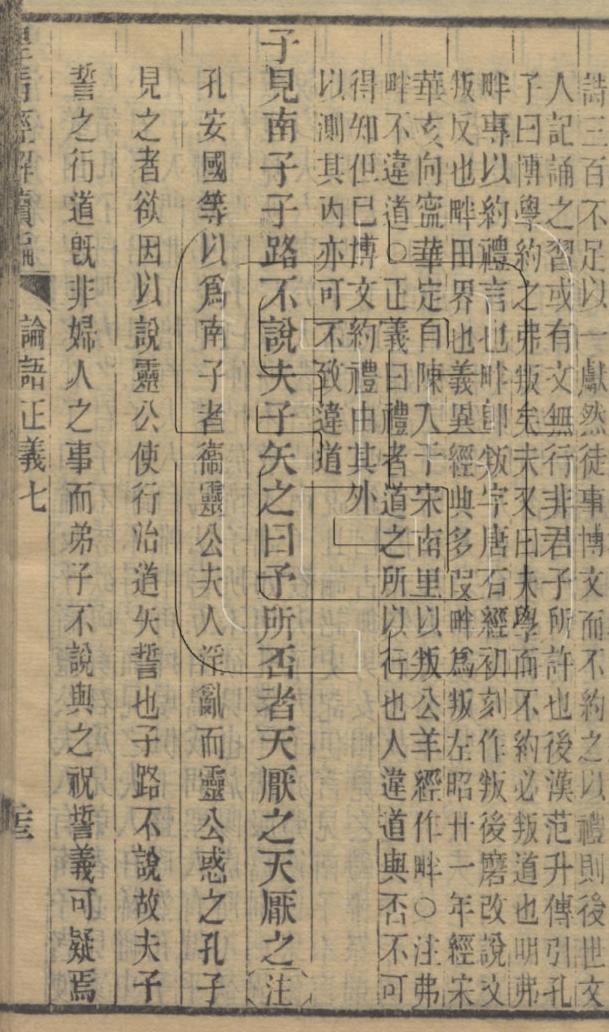 詩三百不足以一獻然徒事博文而不約之以禮則後世文
人記誦之習或有文無行非君子所許也後漢范升傳引孔
子曰博學約之弗叛矣夫又曰夫學而不約必叛道也明弗
畔專以約禮言也畔卽叛字唐石經初刻作叛後磨改說文
叛反也畔田界也義異經典多叚畔爲叛左昭廿一年經宋
華亥向甯華定自陳入于宋南里以叛公羊經作畔○注弗
畔不違道○正義曰禮者道之所以行也人違道與否不可
得知但已博文約禮由其外
以測其內亦可不致違道
子見南子子路不說夫子矢之曰予所否者天厭之天厭之注
孔安國等以爲南子者衞靈公夫人淫亂而靈公惑之孔子
見之者欲因以說靈公使行治道矢誓也子路不說故夫子
誓之行道旣非婦人之事而弟子不說與之祝誓義可疑焉
皇淸經解續編
論語正義七